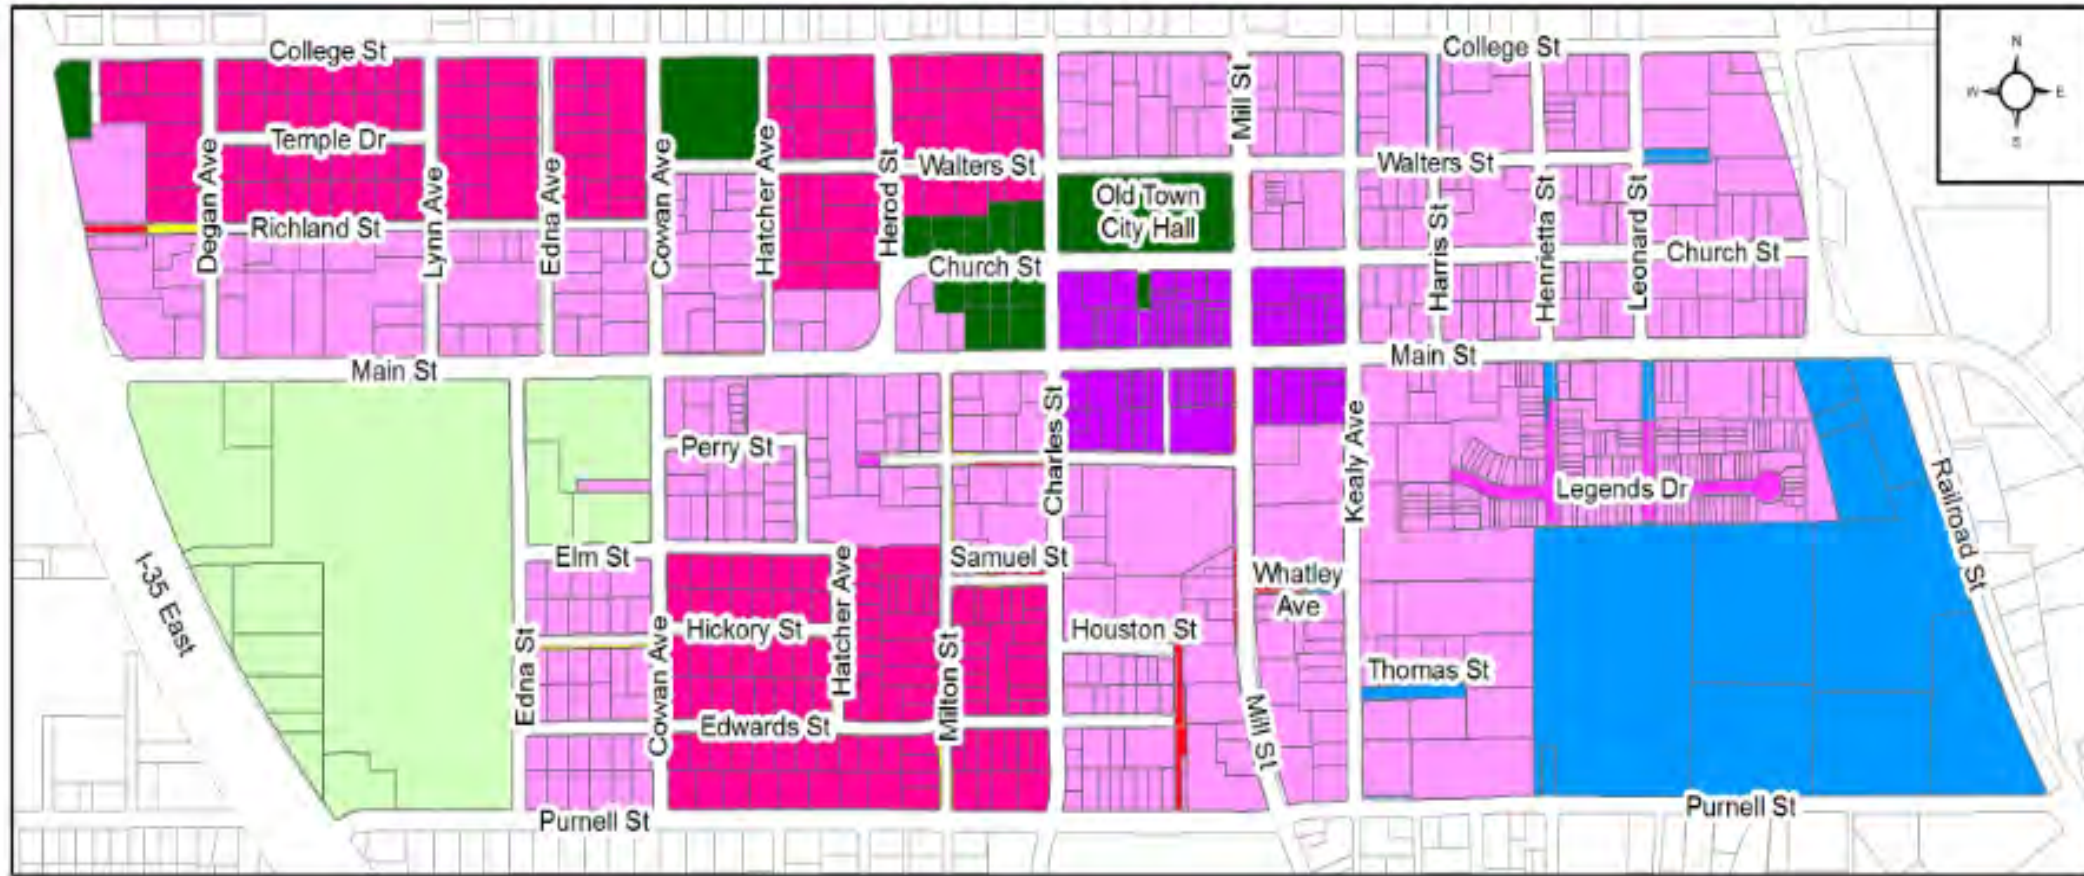 College St
College St
N
W
E
S
Mill St
Temple Dr
Walters St
Walters St
Degan Ave
Lynn Ave
Edna Ave
Cowan Ave
Hatcher Ave
Herod St
Old Town
City Hall
Harris St
Henrietta St
Leonard St
Richland St
Church St
Church St
Main St
Main St
Perry St
Charles St
Kealy Ave
Legends Dr
Railroad St
I-35 East
Elm St
Hatcher Ave
Samuel St
Whatley
Ave
Edna St
Cowan Ave
Hickory St
Milton St
Houston St
Thomas St
Edwards St
Mill St
Purnell St
Purnell St